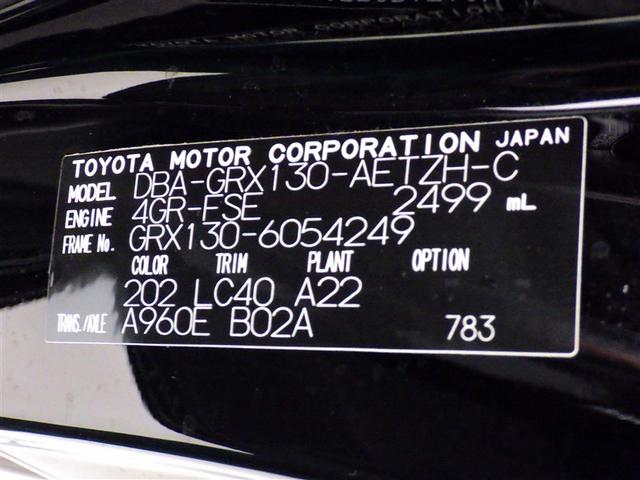 TOYOTA MOTOR CORPORATION JAPAN
MODEL DBA-GRX130-AETZH-C
ENGINE 4GR-FSE 2499 mL
FRAME No. GRX130-6054249
COLOR TRIM PLANT OPTION
202 LC40 A22
TRANS./AXLE A960E B02A 783